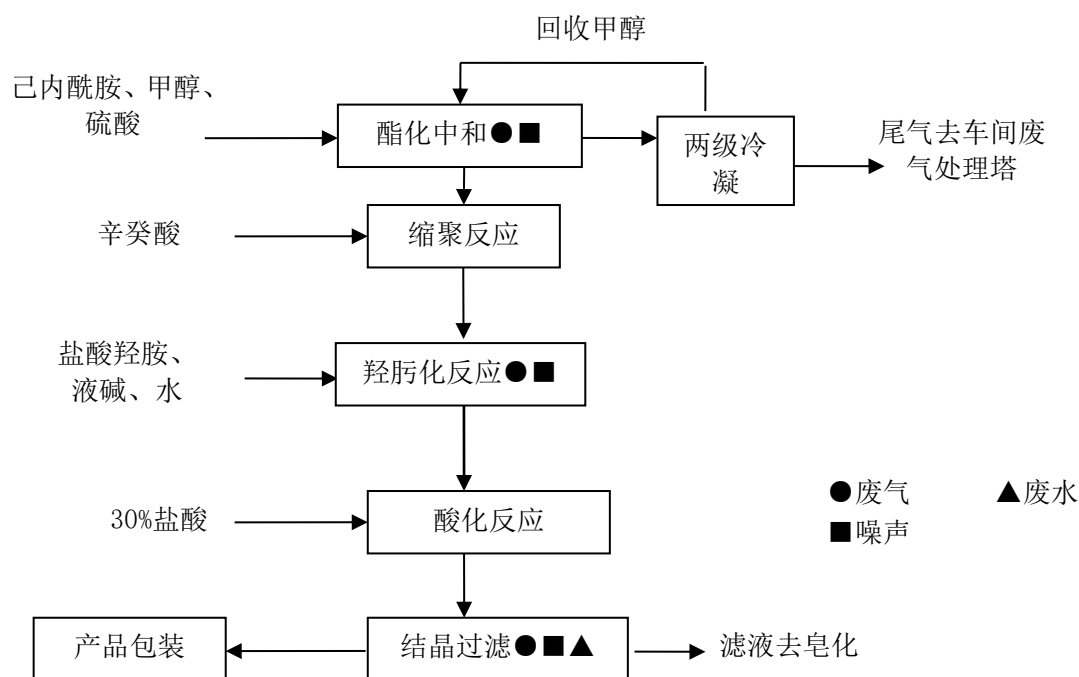 回收甲醇
己内酰胺、甲醇、
硫酸
酯化中和●■
两级冷
凝
尾气去车间废
气处理塔
辛癸酸
缩聚反应
盐酸羟胺、
液碱、水
羟肟化反应●■
●废气 ▲废水
■噪声
30%盐酸
酸化反应
产品包装
结晶过滤●■▲
滤液去皂化